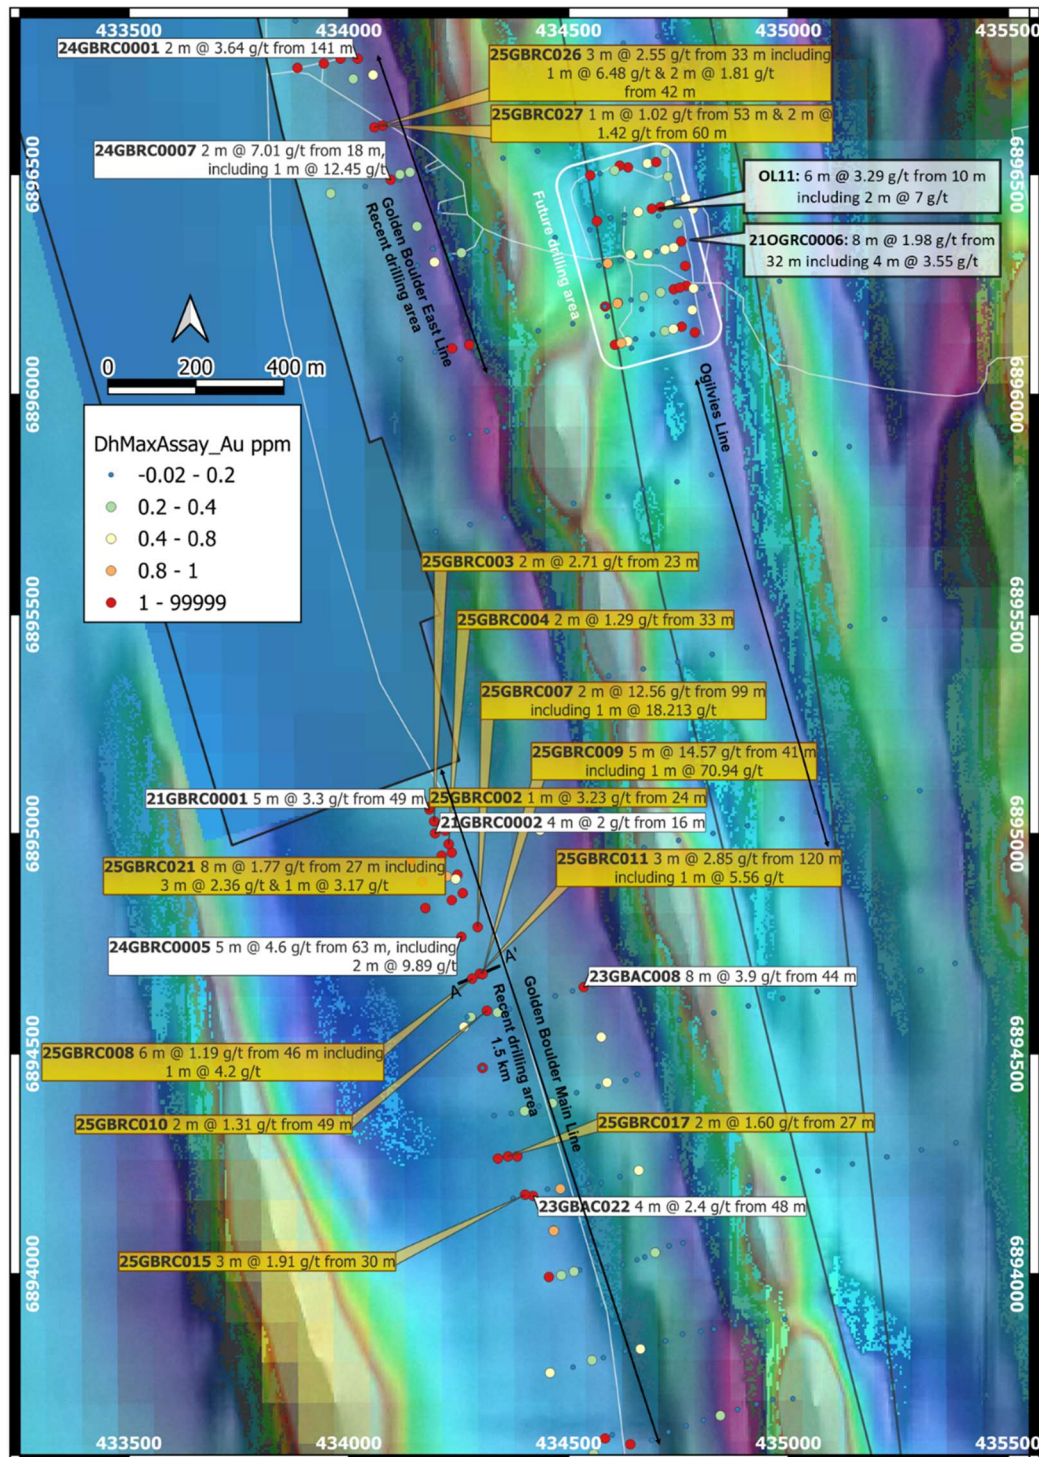 433500 434000 434500 435000 435500
24GBRC0001 2 m @ 3.64 g/t from 141 m
25GBRC026 3 m @ 2.55 g/t from 33 m including
1 m @ 6.48 g/t & 2 m @ 1.81 g/t
from 42 m
25GBRC027 1 m @ 1.02 g/t from 53 m & 2 m @
1.42 g/t from 60 m
24GBRC0007 2 m @ 7.01 g/t from 18 m,
including 1 m @ 12.45 g/t
6896500
6896500
OL11: 6 m @ 3.29 g/t from 10 m
including 2 m @ 7 g/t
21OGRC0006: 8 m @ 1.98 g/t from
32 m including 4 m @ 3.55 g/t
Future drilling area
Golden Boulder East Line
Recent drilling area
0 200 400 m
6896000
6896000
Ogilvies Line
DhMaxAssay_Au ppm
-0.02 - 0.2
0.2 - 0.4
0.4 - 0.8
0.8 - 1
1 - 99999
25GBRC003 2 m @ 2.71 g/t from 23 m
6895500
6895500
25GBRC004 2 m @ 1.29 g/t from 33 m
25GBRC007 2 m @ 12.56 g/t from 99 m
including 1 m @ 18.213 g/t
25GBRC009 5 m @ 14.57 g/t from 41 m
including 1 m @ 70.94 g/t
21GBRC0001 5 m @ 3.3 g/t from 49 m
25GBRC002 1 m @ 3.23 g/t from 24 m
21GBRC0002 4 m @ 2 g/t from 16 m
6895000
6895000
25GBRC021 8 m @ 1.77 g/t from 27 m including
3 m @ 2.36 g/t & 1 m @ 3.17 g/t
25GBRC011 3 m @ 2.85 g/t from 120 m
including 1 m @ 5.56 g/t
24GBRC0005 5 m @ 4.6 g/t from 63 m, including
2 m @ 9.89 g/t
A
A'
23GBAC008 8 m @ 3.9 g/t from 44 m
Golden Boulder Main Line
Recent drilling area
1.5 km
6894500
6894500
25GBRC008 6 m @ 1.19 g/t from 46 m including
1 m @ 4.2 g/t
25GBRC010 2 m @ 1.31 g/t from 49 m
25GBRC017 2 m @ 1.60 g/t from 27 m
23GBAC022 4 m @ 2.4 g/t from 48 m
25GBRC015 3 m @ 1.91 g/t from 30 m
6894000
6894000
433500 434000 434500 435000 435500